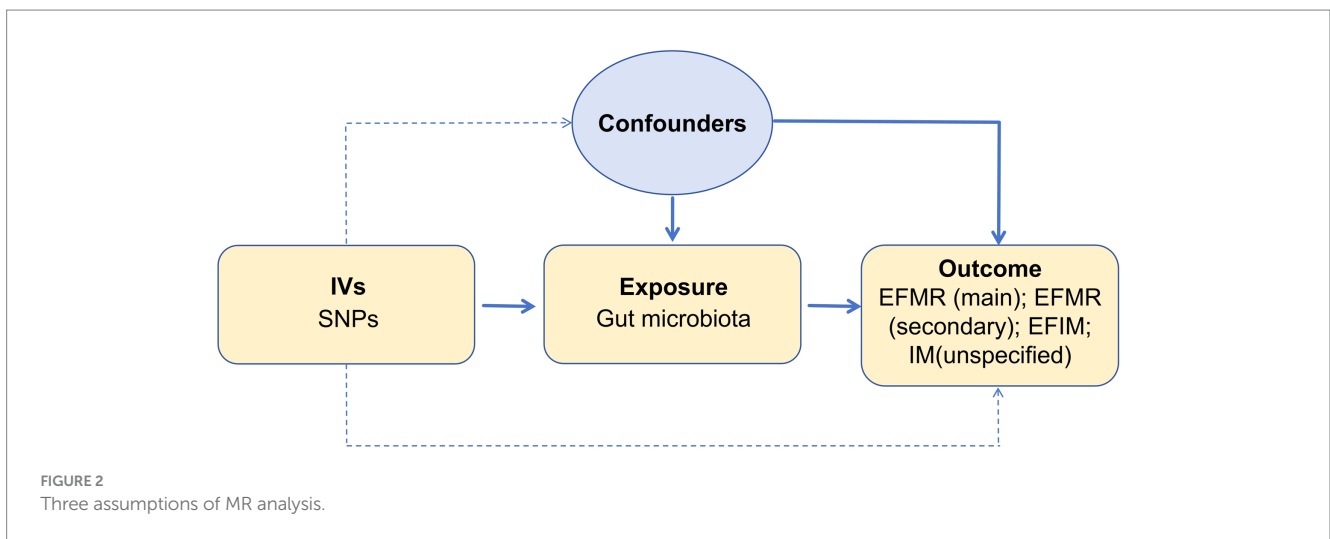 Confounders
IVs
SNPs
Exposure
Gut microbiota
Outcome
EFMR (main); EFMR
(secondary); EFIM;
IM(unspecified)
FIGURE 2
Three assumptions of MR analysis.